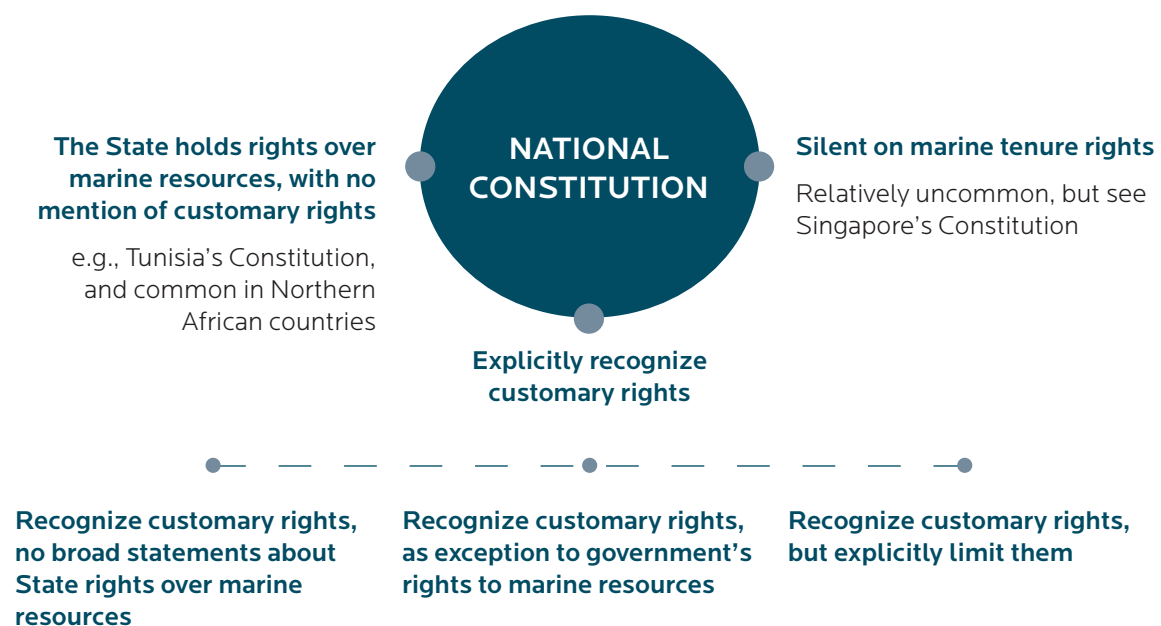 NATIONAL
CONSTITUTION
The State holds rights over
marine resources, with no
mention of customary rights
e.g., Tunisia’s Constitution,
and common in Northern
African countries
Silent on marine tenure rights
Relatively uncommon, but see
Singapore’s Constitution
Explicitly recognize
customary rights
Recognize customary rights,
no broad statements about
State rights over marine
resources
Recognize customary rights,
as exception to government’s
rights to marine resources
Recognize customary rights,
but explicitly limit them